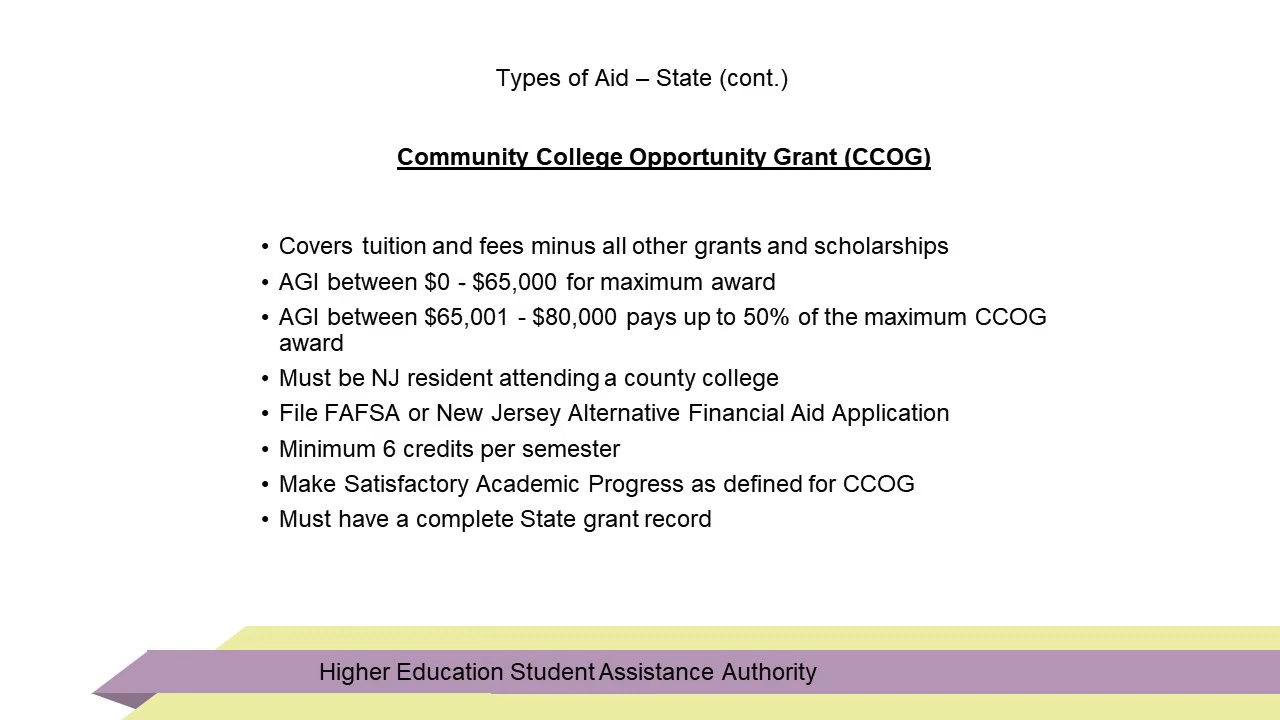 Types of Aid – State (cont.)
Community College Opportunity Grant (CCOG)
• Covers tuition and fees minus all other grants and scholarships
• AGI between $0 - $65,000 for maximum award
• AGI between $65,001 - $80,000 pays up to 50% of the maximum CCOG
award
• Must be NJ resident attending a county college
• File FAFSA or New Jersey Alternative Financial Aid Application
• Minimum 6 credits per semester
• Make Satisfactory Academic Progress as defined for CCOG
• Must have a complete State grant record
Higher Education Student Assistance Authority